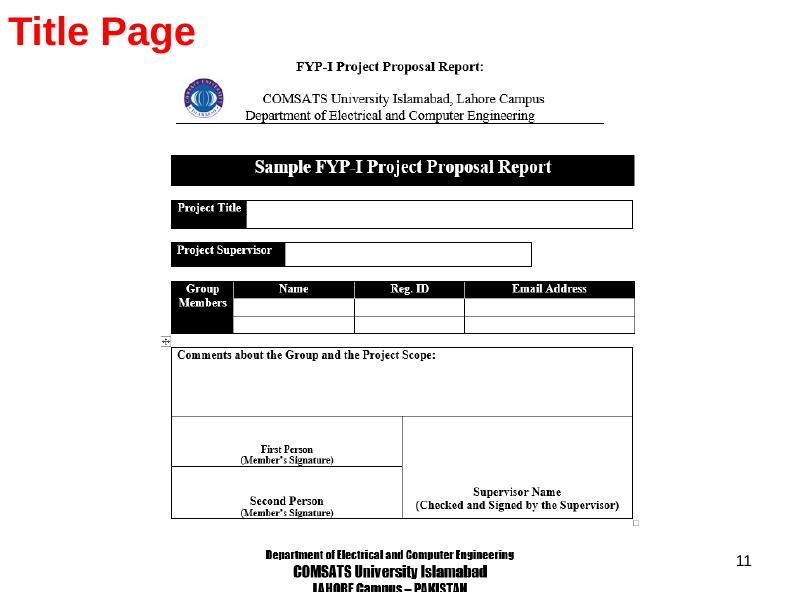 Title Page
FYP-I Project Proposal Report:
COMSATS University Islamabad, Lahore Campus
Department of Electrical and Computer Engineering
Sample FYP-I Project Proposal Report
Project Title
Project Supervisor
Group Members
Name
Reg. ID
Email Address
Comments about the Group and the Project Scope:
First Person
(Member's Signature)
Second Person
(Member's Signature)
Supervisor Name
(Checked and Signed by the Supervisor)
Department of Electrical and Computer Engineering
COMSATS University Islamabad
LAHORE Campus – PAKISTAN
11